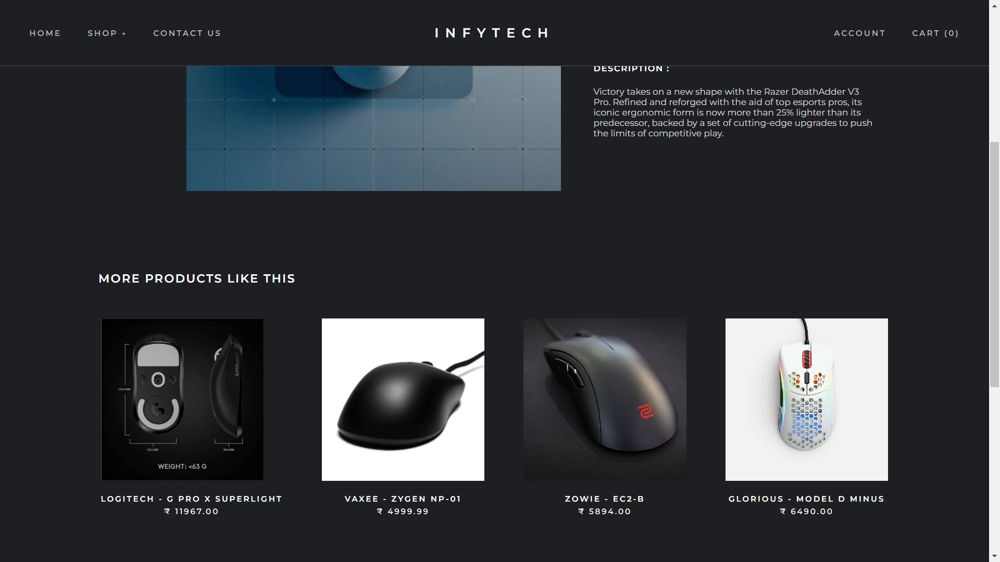 HOME SHOP + CONTACT US INFYTECH ACCOUNT CART (0)
DESCRIPTION :
Victory takes on a new shape with the Razer DeathAdder V3
Pro. Refined and reforged with the aid of top esports pros, its
iconic ergonomic form is now more than 25% lighter than its
predecessor, backed by a set of cutting-edge upgrades to push
the limits of competitive play.
MORE PRODUCTS LIKE THIS
SUPERLIGHT
125.0 MM
63.5 MM
40.0 MM
WEIGHT: <63 G
LOGITECH - G PRO X SUPERLIGHT
₹ 11967.00
VAXEE - ZYGEN NP-01
₹ 4999.99
ZOWIE - EC2-B
₹ 5894.00
GLORIOUS - MODEL D MINUS
₹ 6490.00